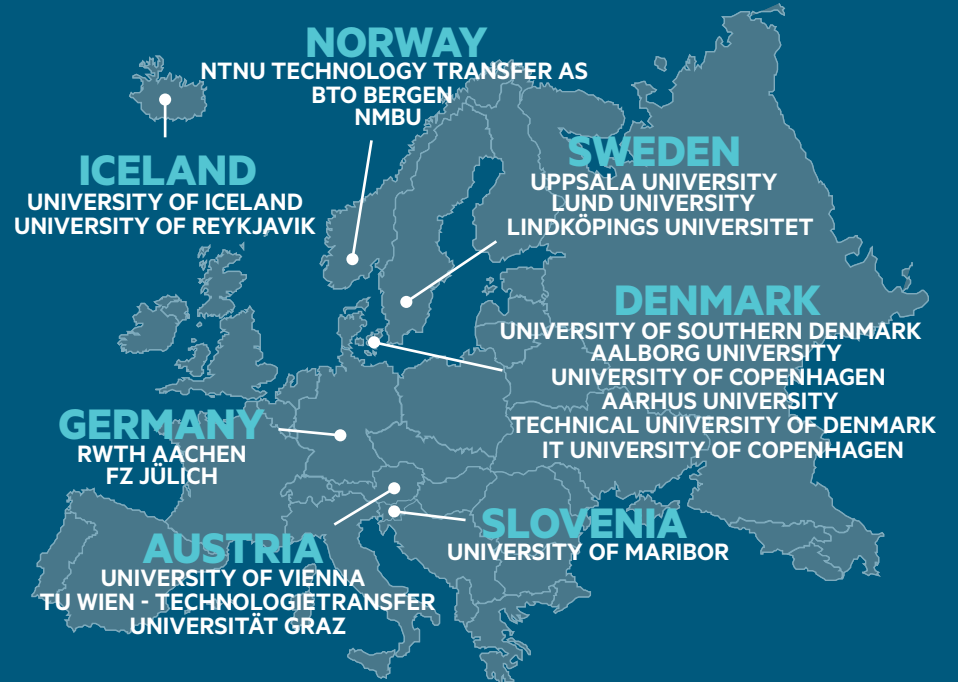 NORWAY
NTNU TECHNOLOGY TRANSFER AS
BTO BERGEN
NMBU
ICELAND
UNIVERSITY OF ICELAND
UNIVERSITY OF REYKJAVIK
SWEDEN
UPPSALA UNIVERSITY
LUND UNIVERSITY
LINDKÖPINGS UNIVERSITET
DENMARK
UNIVERSITY OF SOUTHERN DENMARK
AALBORG UNIVERSITY
UNIVERSITY OF COPENHAGEN
AARHUS UNIVERSITY
TECHNICAL UNIVERSITY OF DENMARK
IT UNIVERSITY OF COPENHAGEN
GERMANY
RWTH AACHEN
FZ JÜLICH
SLOVENIA
UNIVERSITY OF MARIBOR
AUSTRIA
UNIVERSITY OF VIENNA
TU WIEN - TECHNOLOGIETRANSFER
UNIVERSITÄT GRAZ